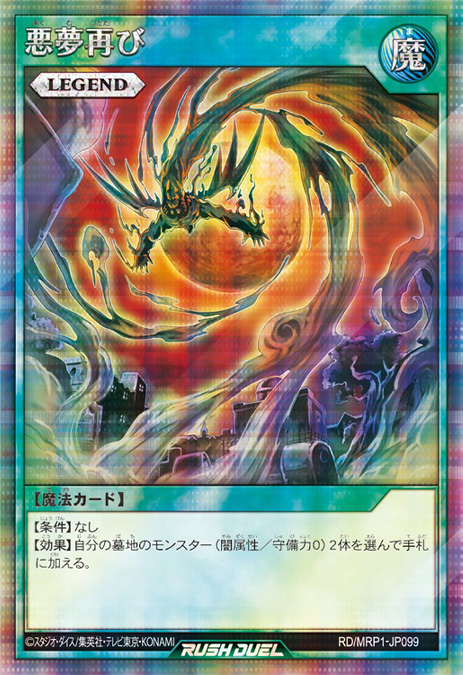 悪夢再び
魔
LEGEND
【魔法カード】
【条件】なし
【効果】自分の墓地のモンスター(闇属性/守備力0)2体を選んで手札
に加える。
©スタジオ・ダイス/集英社・テレビ東京・KONAMI
RUSH DUEL
RD/MRP1-JP099